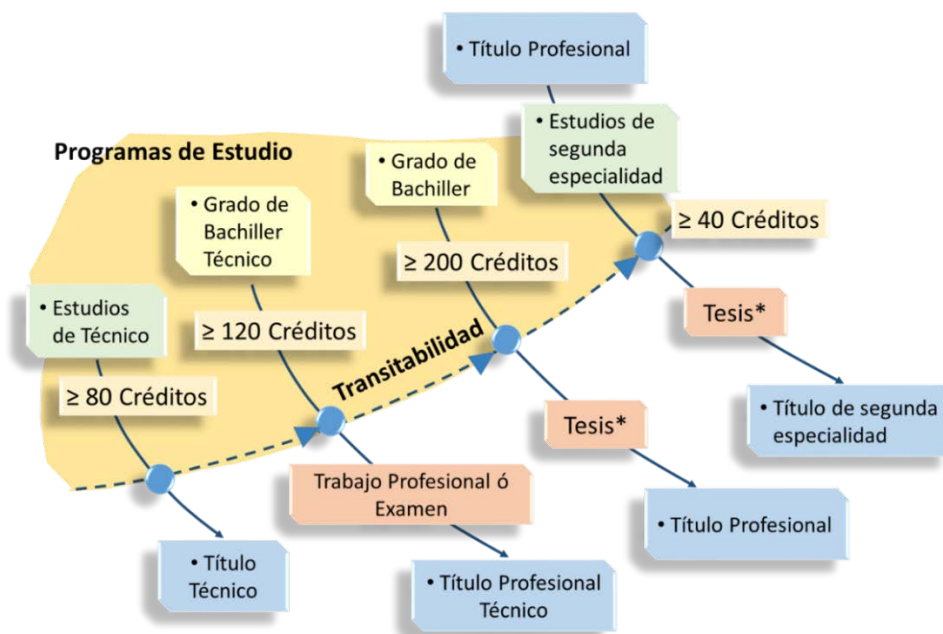 • Título Profesional
Programas de Estudio
• Estudios de
segunda
especialidad
• Grado de
Bachiller
• Grado de
Bachiller
Técnico
≥ 40 Créditos
≥ 200 Créditos
• Estudios
de Técnico
≥ 120 Créditos
Transitabilidad
Tesis*
≥ 80 Créditos
• Título de segunda
especialidad
Tesis*
Trabajo Profesional ó
Examen
• Título Profesional
• Título
Técnico
• Título Profesional
Técnico